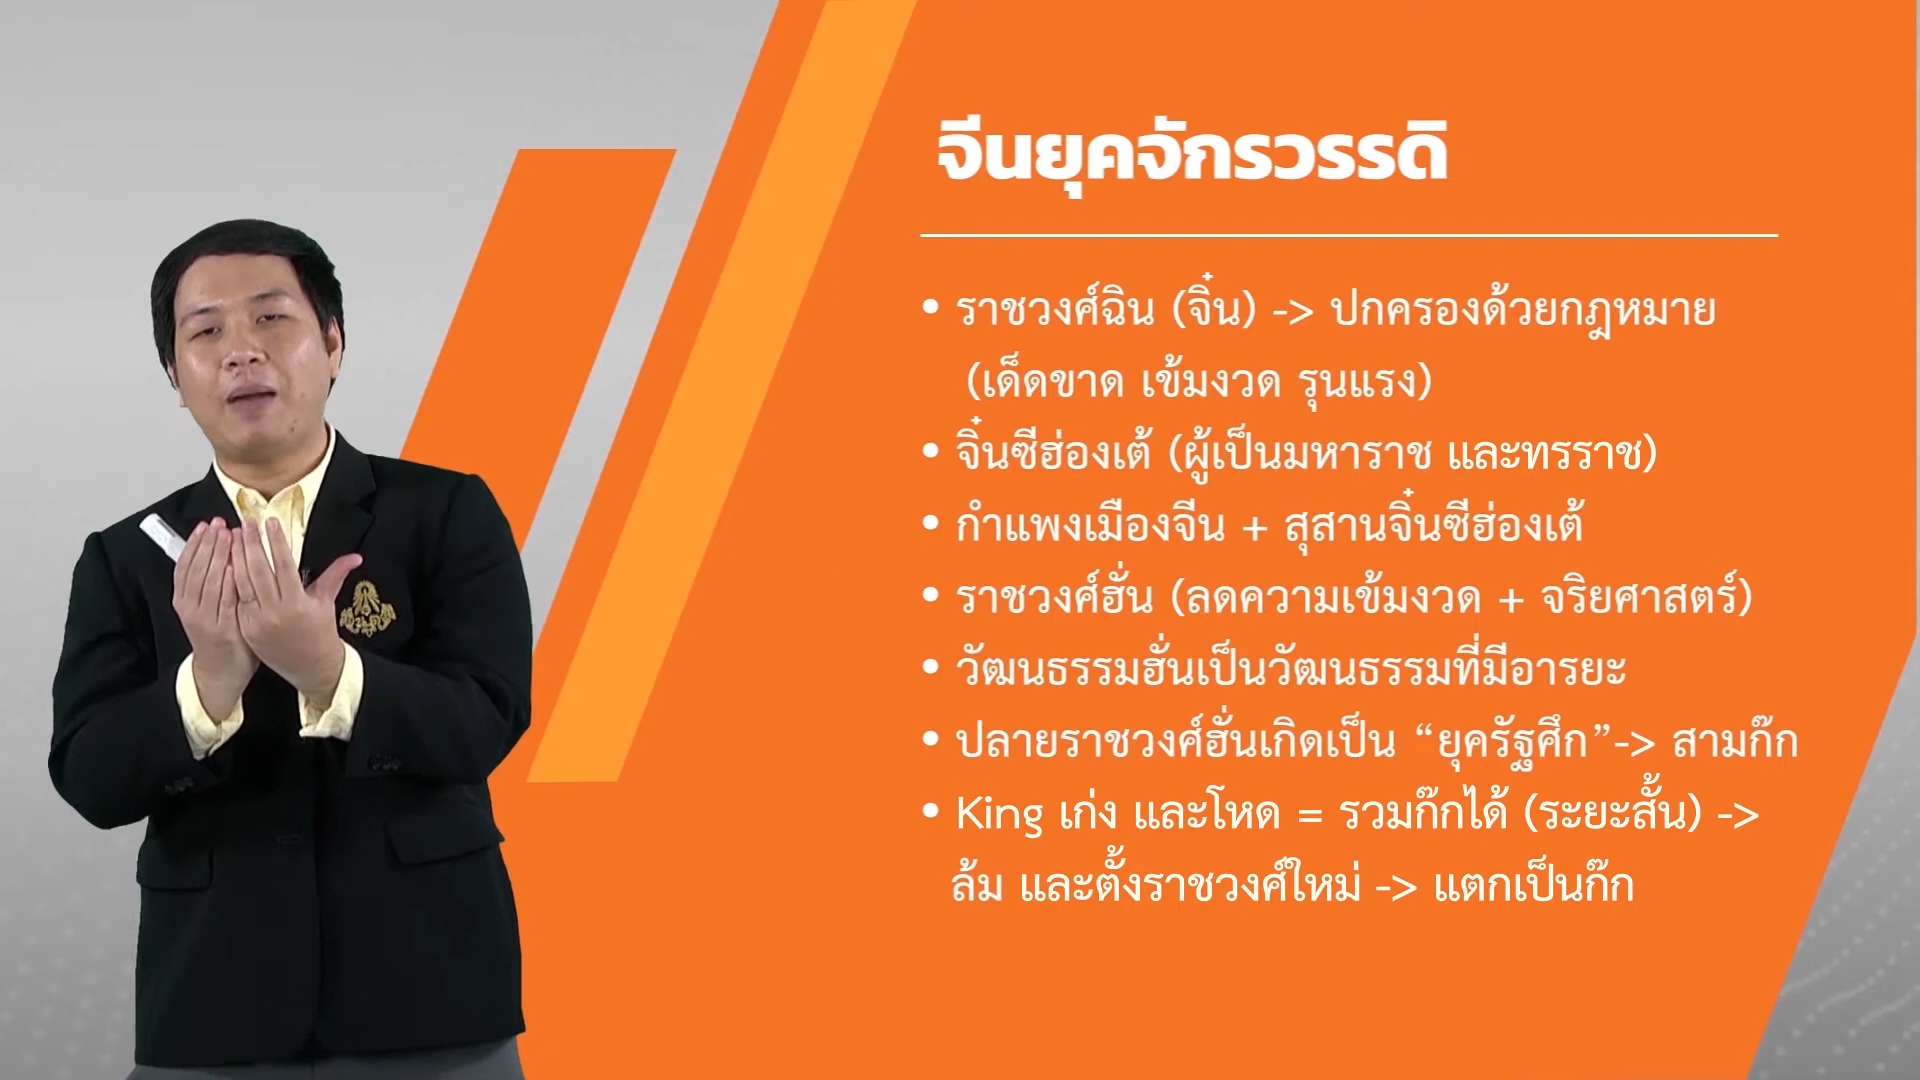 จีนยุคจักรวรรดิ
• ราชวงศ์ฉิน (จิ๋น) -> ปกครองด้วยกฎหมาย
(เด็ดขาด เข้มงวด รุนแรง)
• จิ๋นซีฮ่องเต้ (ผู้เป็นมหาราช และทรราช)
• กำแพงเมืองจีน + สุสานจิ๋นซีฮ่องเต้
• ราชวงศ์ฮั่น (ลดความเข้มงวด + จริยศาสตร์)
• วัฒนธรรมฮั่นเป็นวัฒนธรรมที่มีอารยะ
• ปลายราชวงศ์ฮั่นเกิดเป็น “ยุครัฐศึก”-> สามก๊ก
• King เก่ง และโหด = รวมก๊กได้ (ระยะสั้น) ->
ล้ม และตั้งราชวงศ์ใหม่ -> แตกเป็นก๊ก